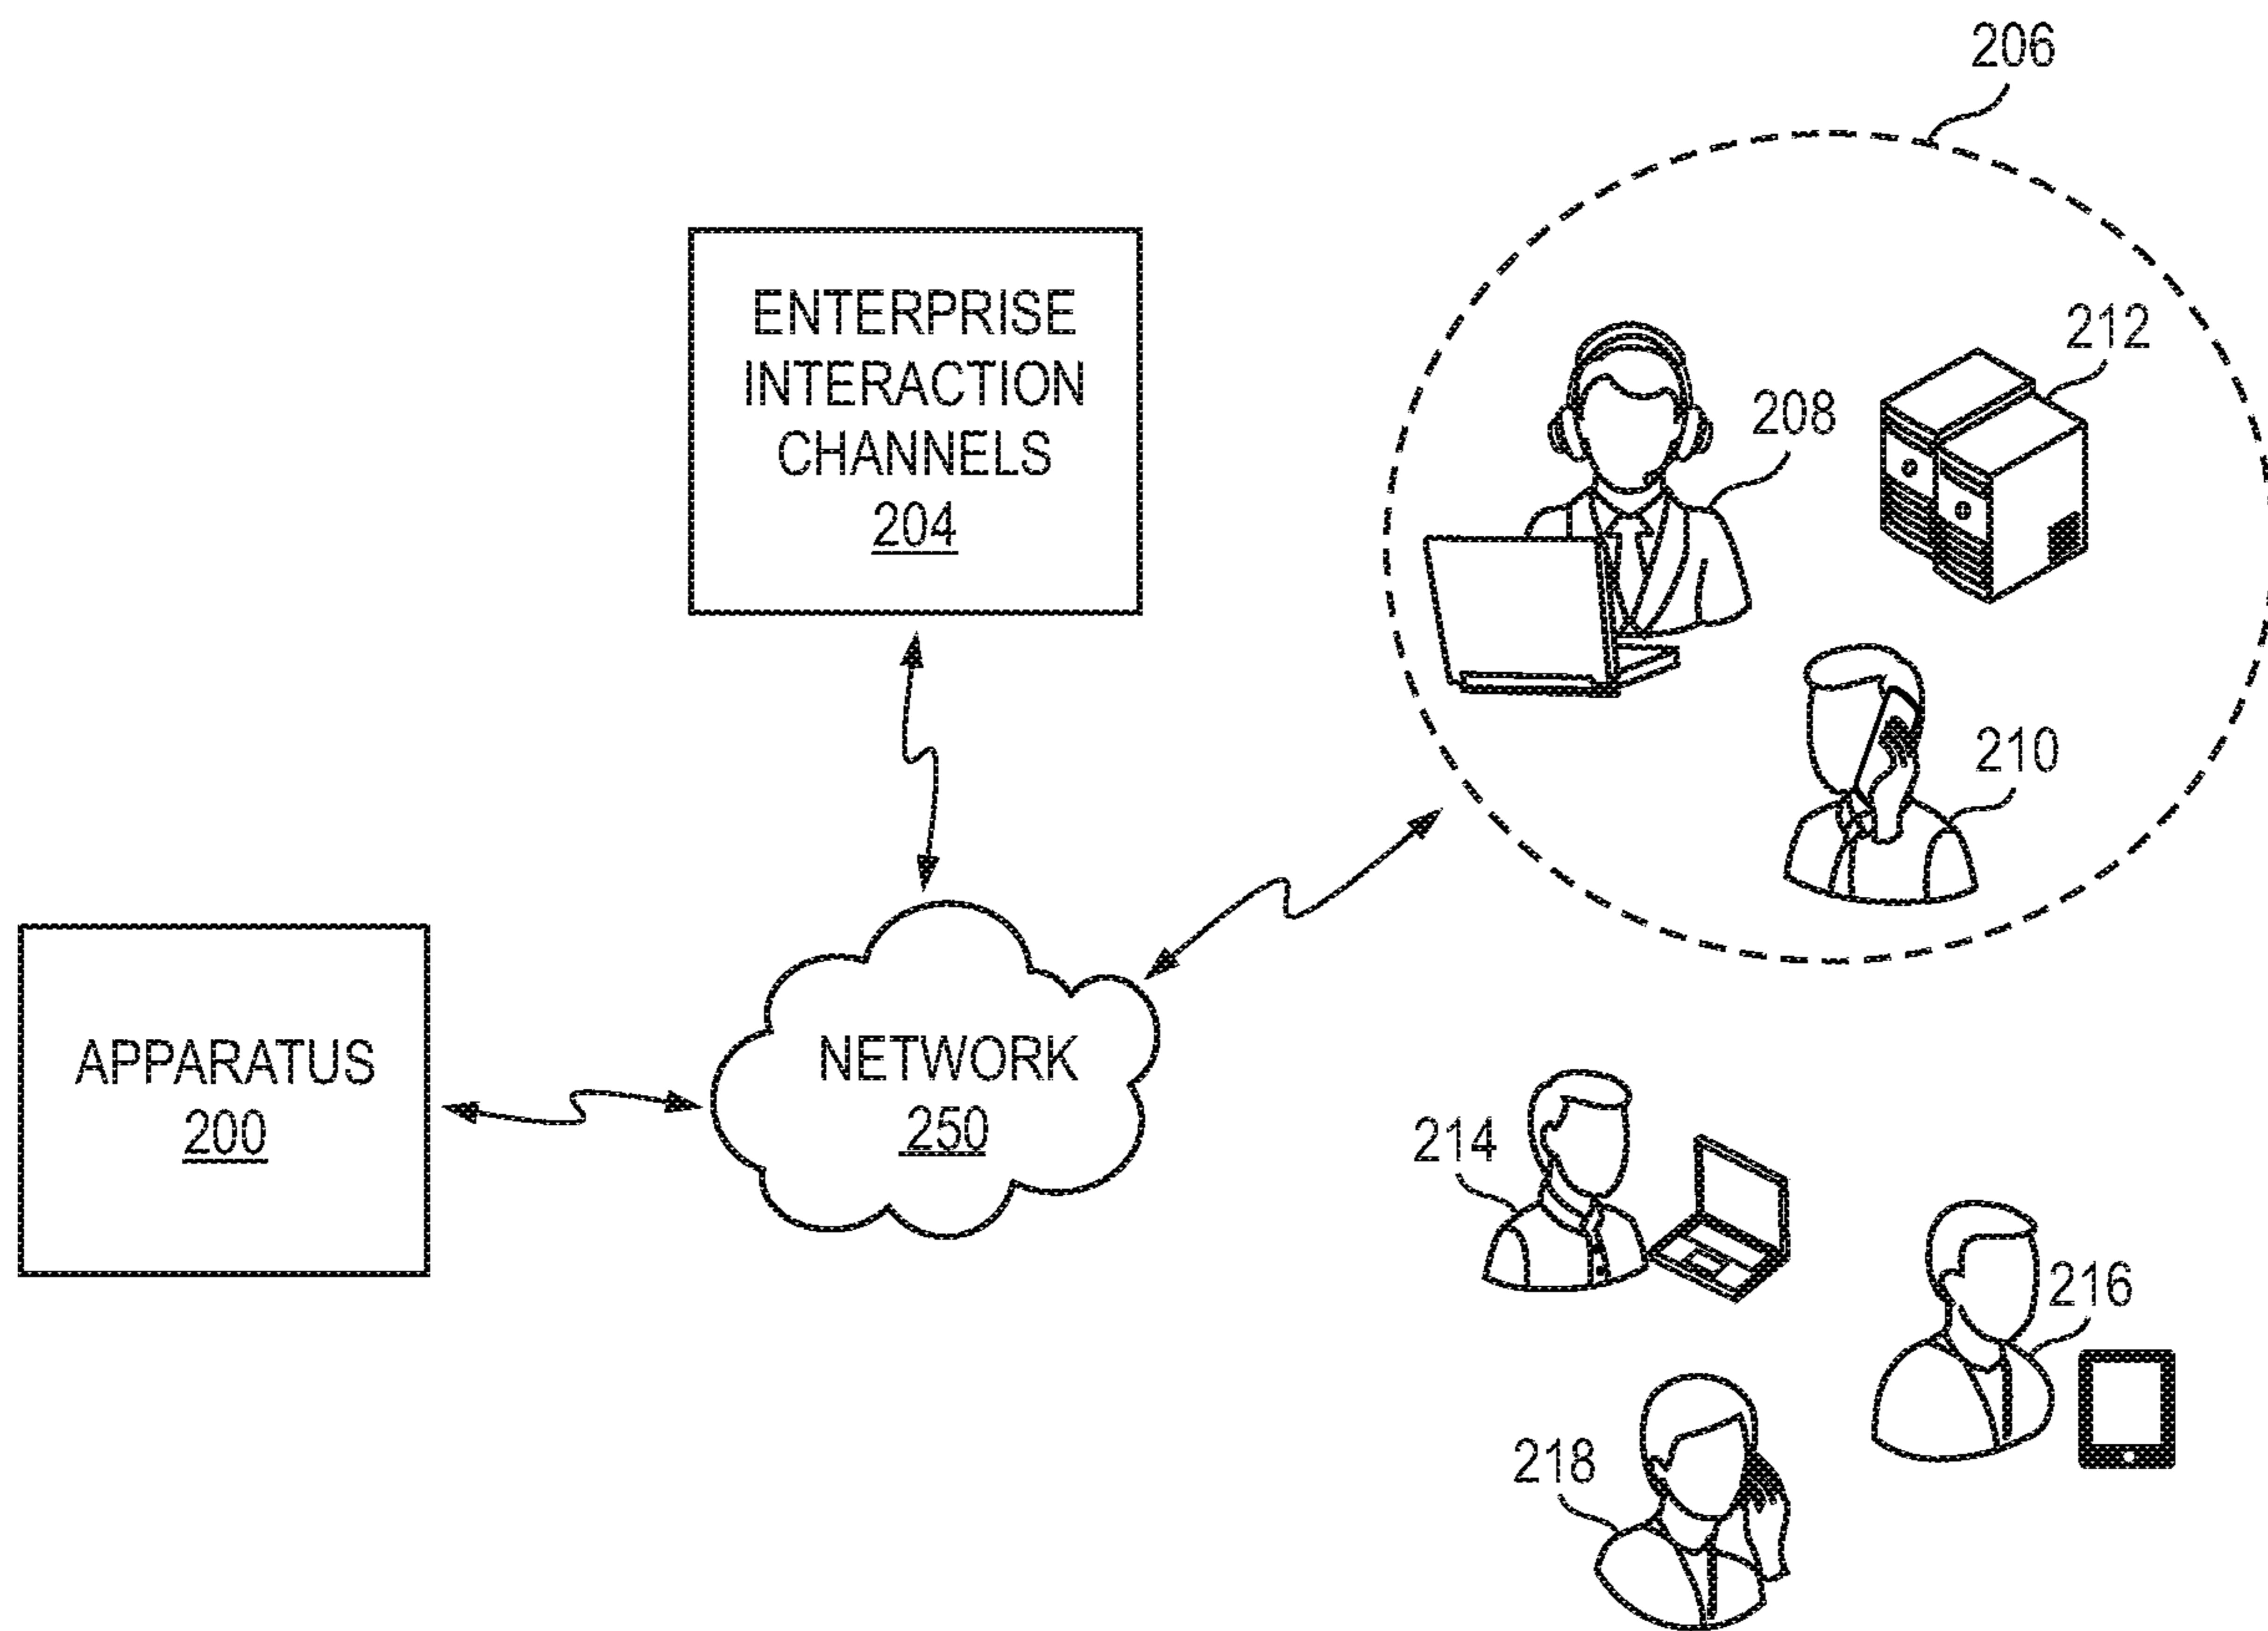 206
ENTERPRISE
INTERACTION
CHANNELS
204
212
208
210
APPARATUS
200
NETWORK
250
214
216
218